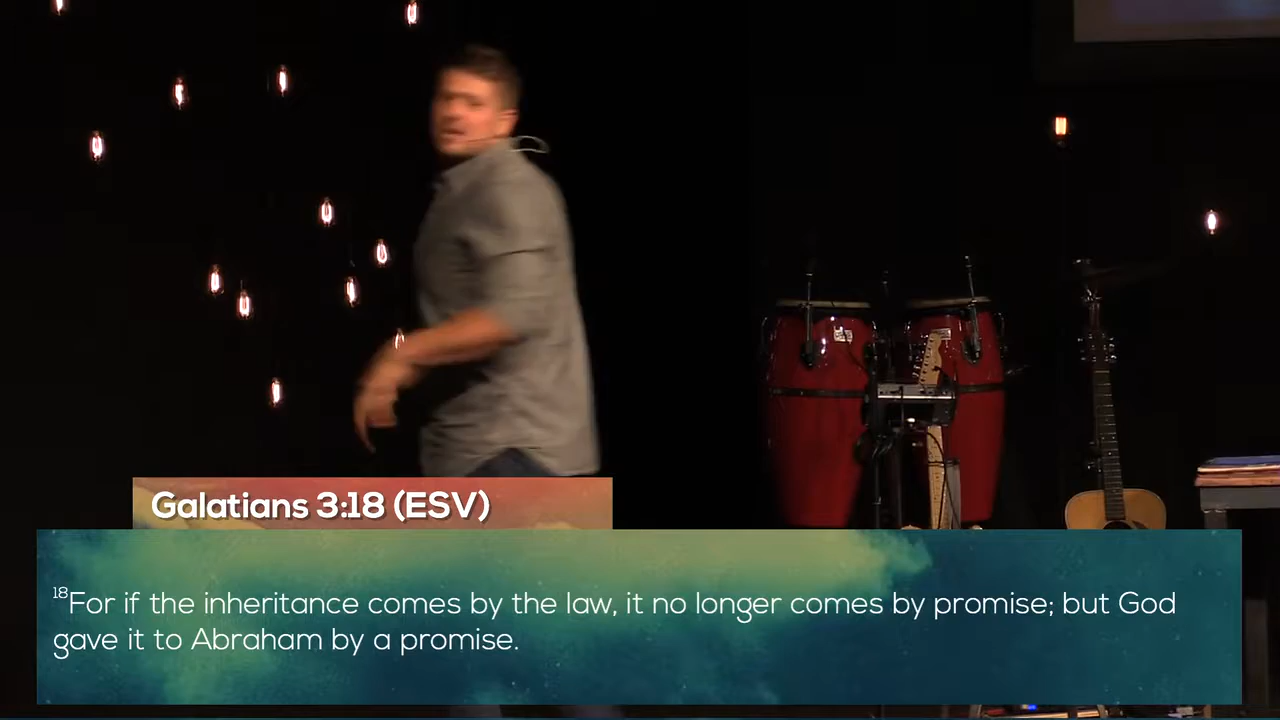 Galatians 3:18 (ESV)
18For if the inheritance comes by the law, it no longer comes by promise; but God
gave it to Abraham by a promise.